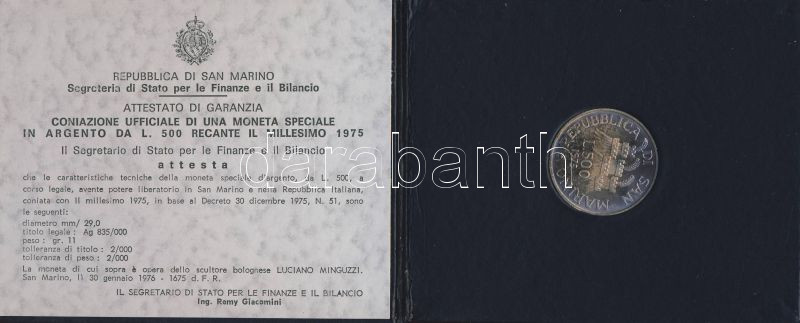 REPUBBLICA DI SAN MARINO
Segreteria di Stato per le Finanze e il Bilancio
ATTESTATO DI GARANZIA
CONIAZIONE UFFICIALE DI UNA MONETA SPECIALE
IN ARGENTO DA L. 500 RECANTE IL MILLESIMO 1975
Il Segretario di Stato per le Finanze e il Bilancio
attesta
che le caratteristiche tecniche della moneta speciale d'argento, da L. 500, a
corso legale, avente potere liberatorio in San Marino e nella Repubblica Italiana,
coniata con il millesimo 1975, in base al Decreto 30 dicembre 1975, N. 51, sono
le seguenti:
diametro mm/ 29,0
titolo legale : Ag 835/000
peso : gr. 11
tolleranza di titolo : 2/000
tolleranza di peso : 2/000
La moneta di cui sopra è opera dello scultore bolognese LUCIANO MINGUZZI.
San Marino, lì 30 gennaio 1976 - 1675 d. F. R.
IL SEGRETARIO DI STATO PER LE FINANZE E IL BILANCIO
Ing. Remy Giacomini
REPUBBLICA DI SAN MARINO
L. 500
darabanth